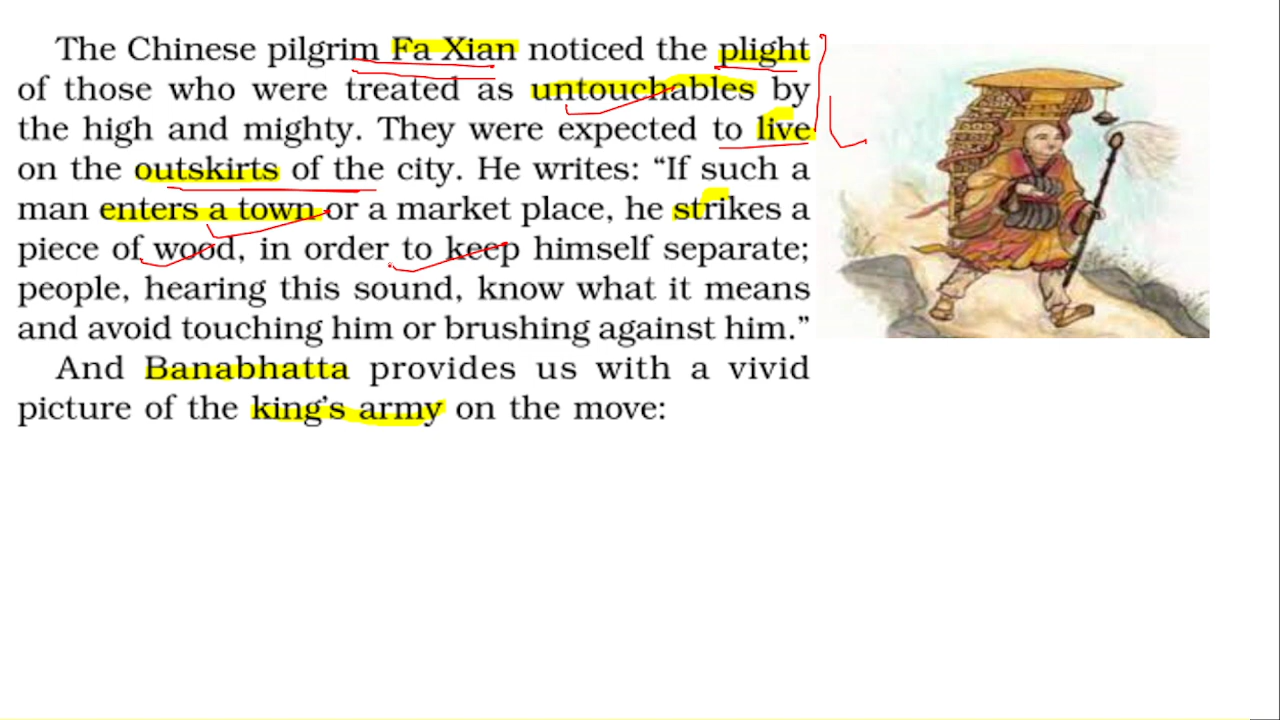 The Chinese pilgrim Fa Xian noticed the plight
of those who were treated as untouchables by
the high and mighty. They were expected to live
on the outskirts of the city. He writes: “If such a
man enters a town or a market place, he strikes a
piece of wood, in order to keep himself separate;
people, hearing this sound, know what it means
and avoid touching him or brushing against him.”
And Banabhatta provides us with a vivid
picture of the king’s army on the move: